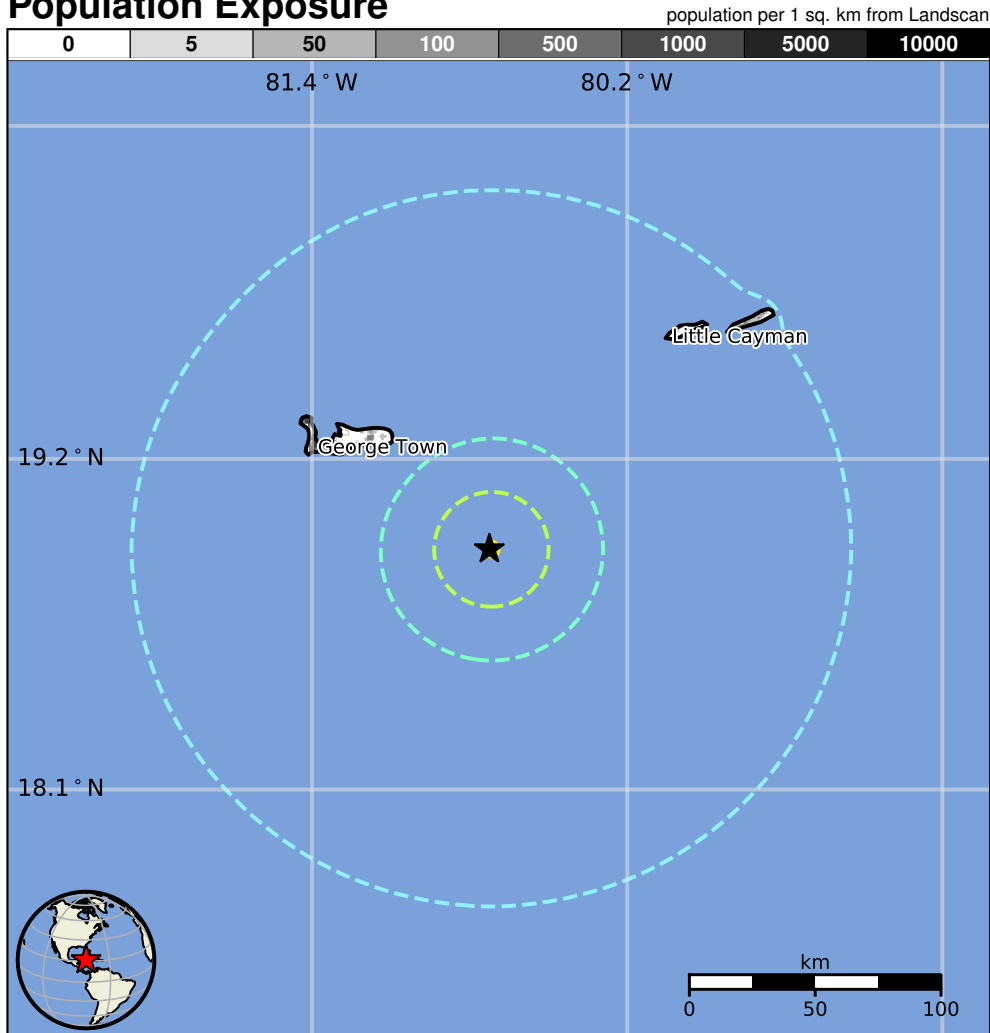 Population Exposure
population per 1 sq. km from Landscan
0 5 50 100 500 1000 5000 10000
81.4°W 80.2°W
Little Cayman
George Town
19.2°N
18.1°N
km
0 50 100